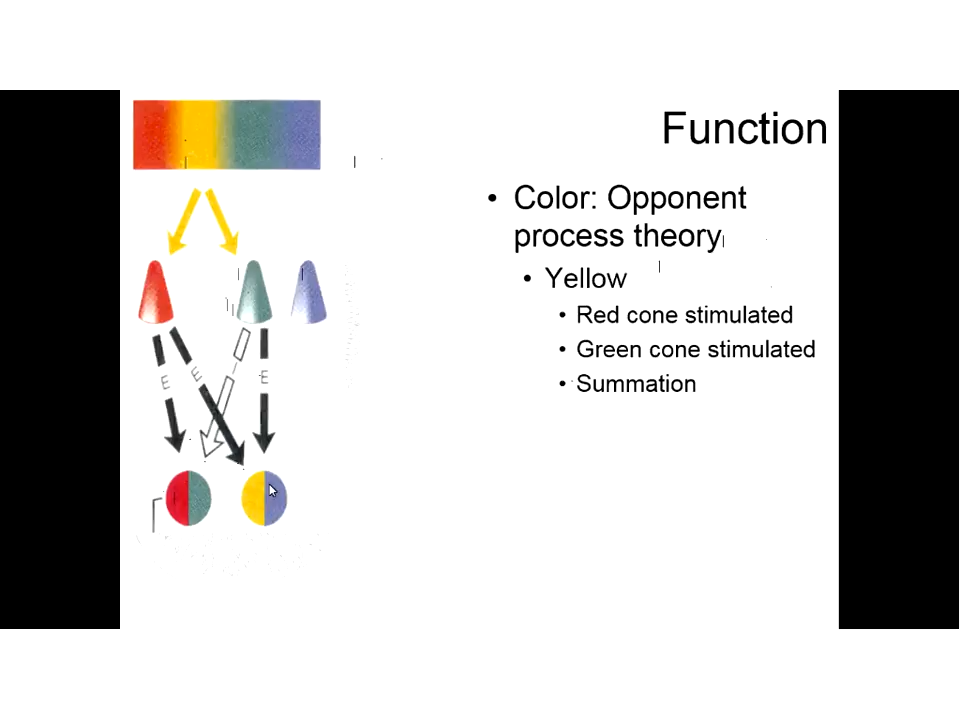 Function
• Color: Opponent
process theory
• Yellow
• Red cone stimulated
• Green cone stimulated
• Summation
E
E
E